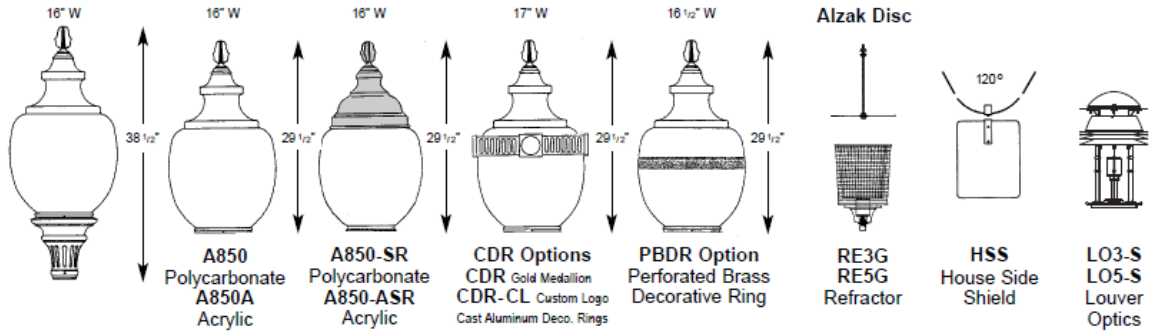 16" W
16" W
16" W
17" W
16 1/2" W
Alzak Disc
120°
38 1/2"
29 1/2"
29 1/2"
29 1/2"
29 1/2"
A850
Polycarbonate
A850A
Acrylic
A850-SR
Polycarbonate
A850-ASR
Acrylic
CDR Options
CDR Gold Medallion
CDR-CL Custom Logo
Cast Aluminum Deco. Rings
PBDR Option
Perforated Brass
Decorative Ring
RE3G
RE5G
Refractor
HSS
House Side
Shield
LO3-S
LO5-S
Louver
Optics